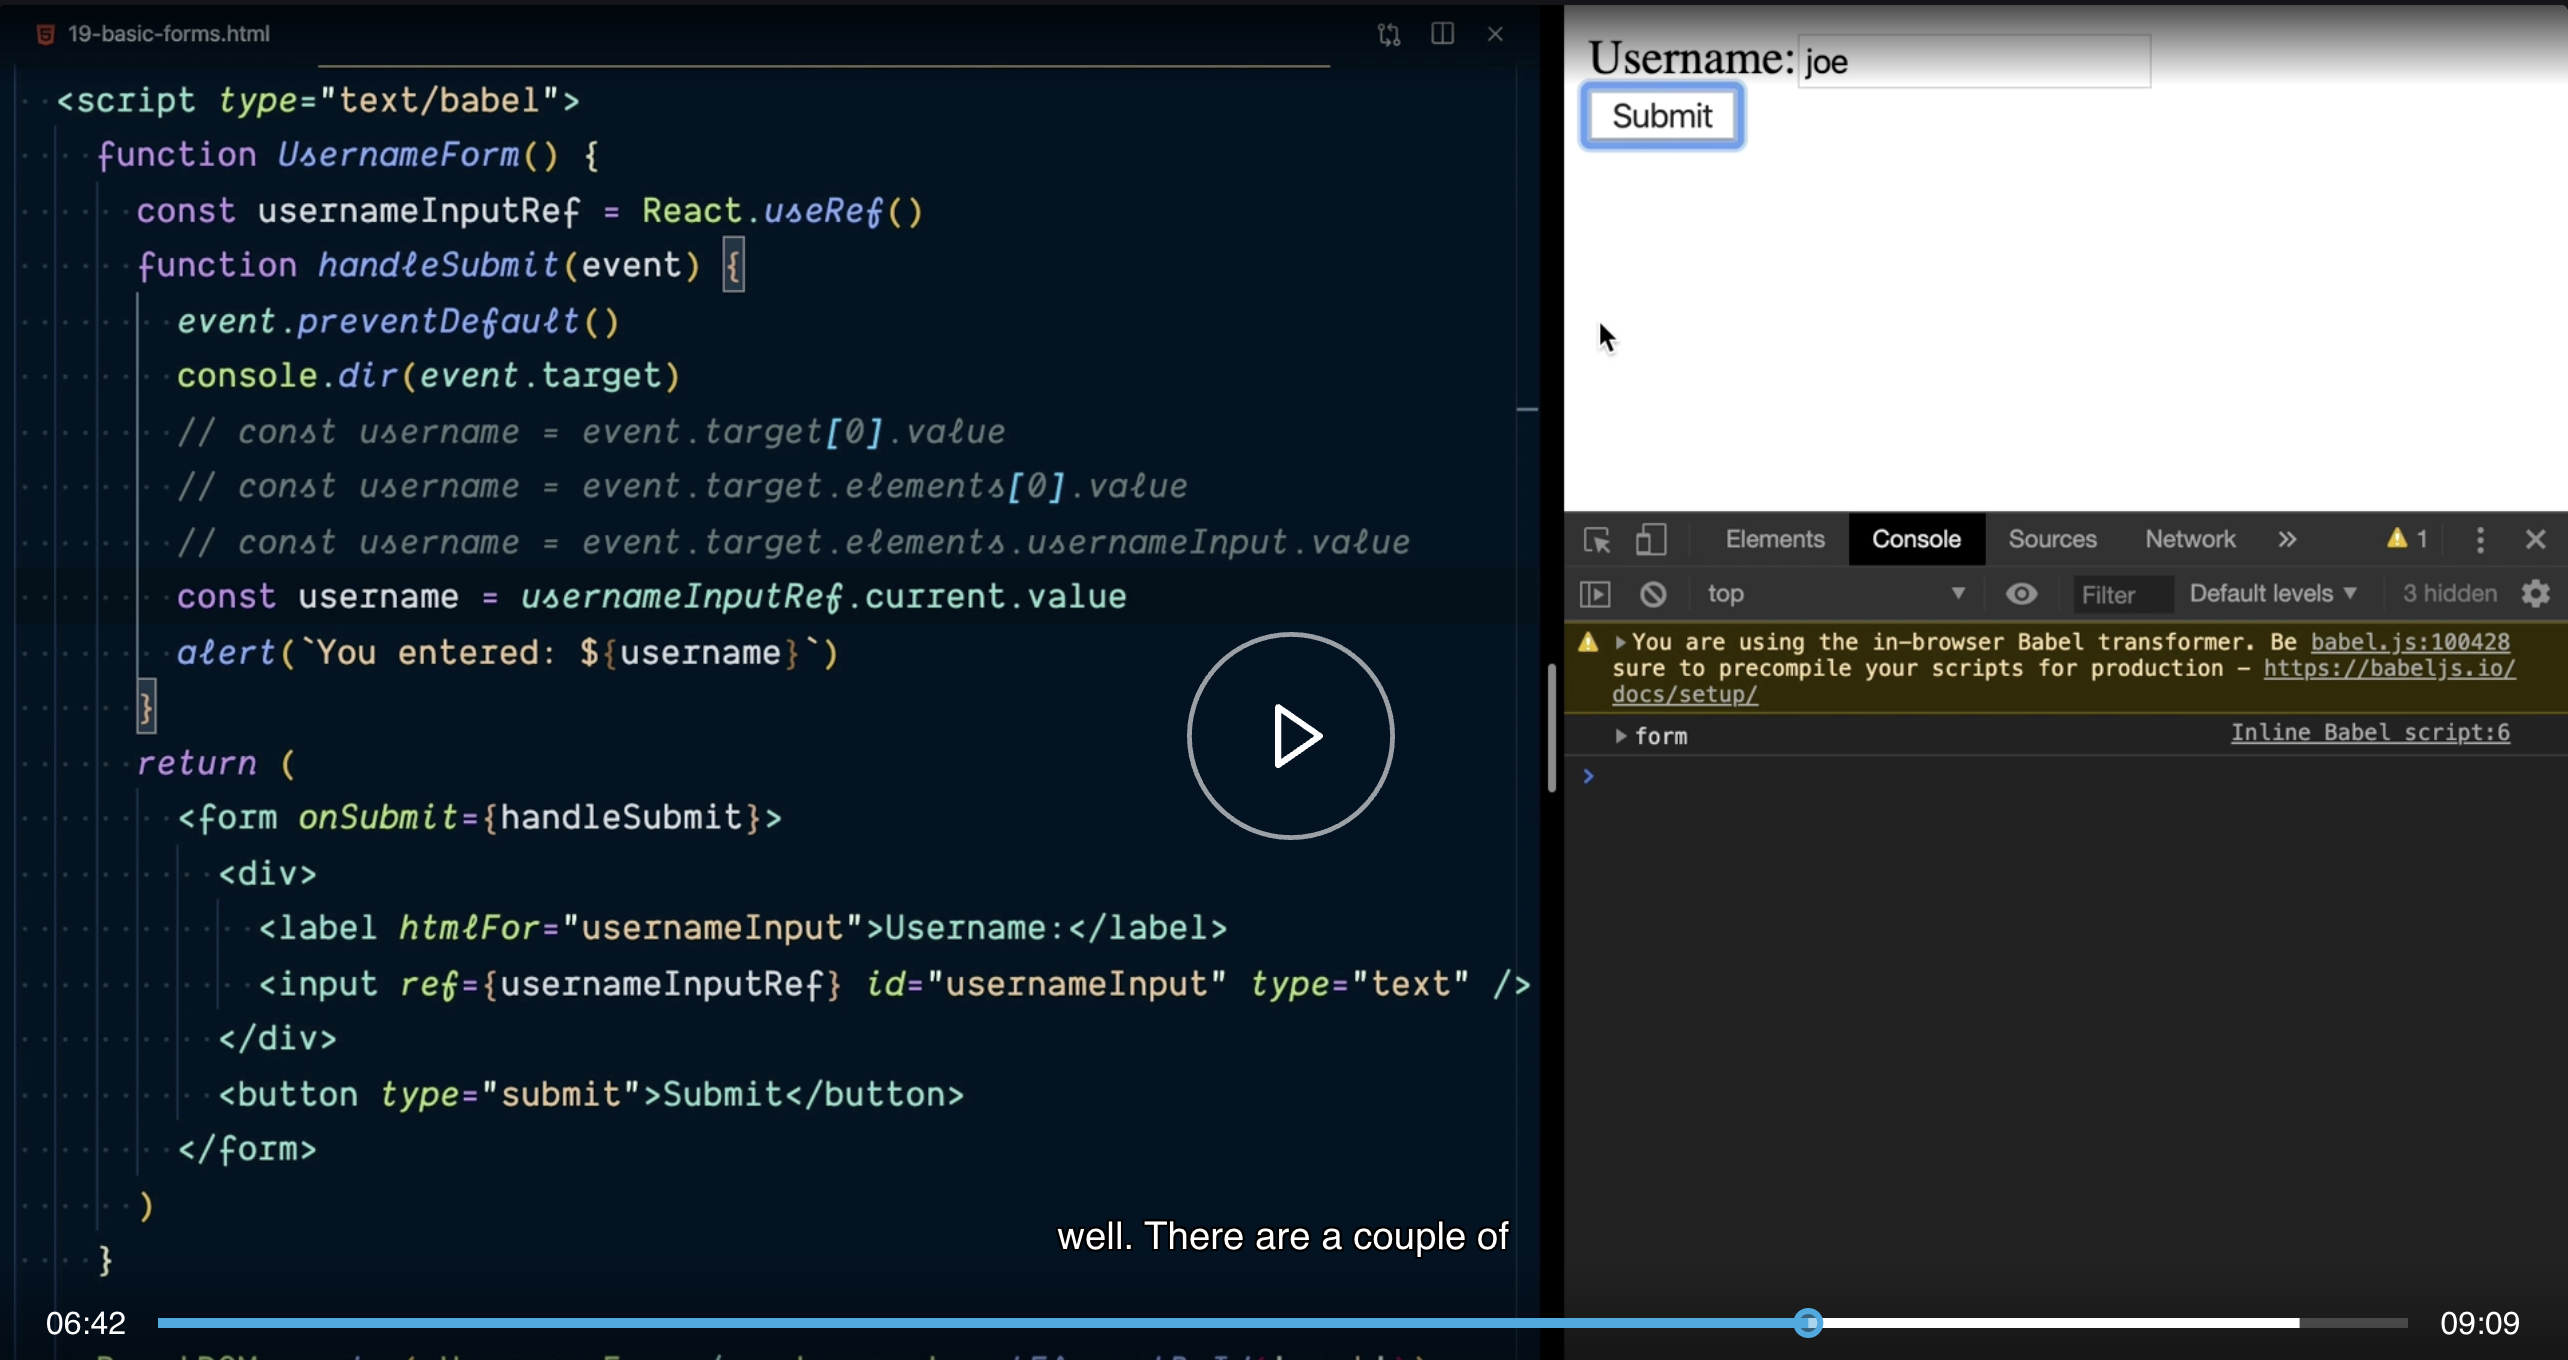 19-basic-forms.html
<script type="text/babel">
function UsernameForm() {
const usernameInputRef = React.useRef()
function handleSubmit(event) {
event.preventDefault()
console.dir(event.target)
// const username = event.target[0].value
// const username = event.target.elements[0].value
// const username = event.target.elements.usernameInput.value
const username = usernameInputRef.current.value
alert(`You entered: ${username}`)
}
return (
<form onSubmit={handleSubmit}>
<div>
<label htmlFor="usernameInput">Username:</label>
<input ref={usernameInputRef} id="usernameInput" type="text" />
</div>
<button type="submit">Submit</button>
</form>
)
}
well. There are a couple of
06:42
09:09
Username: joe
Submit
Elements Console Sources Network » 1
top Filter Default levels ▼ 3 hidden
You are using the in-browser Babel transformer. Be babel.js:100428
sure to precompile your scripts for production – https://babeljs.io/
docs/setup/
form Inline Babel script:6